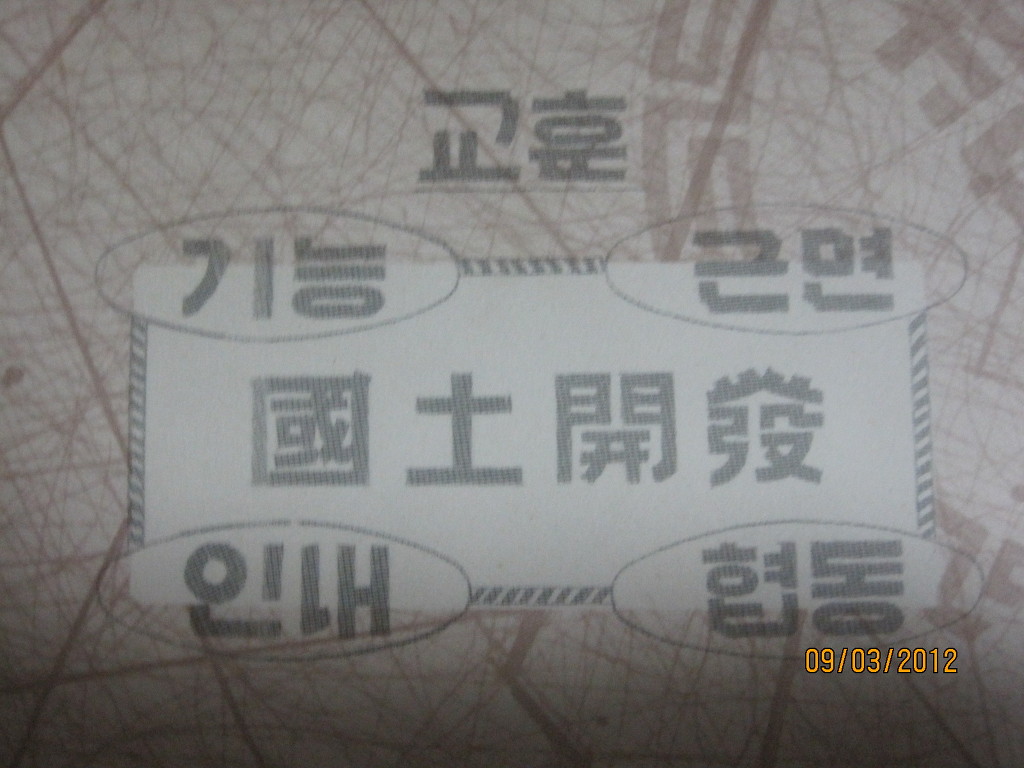 교훈
기능 근면
國土開發
인내 협동
09/03/2012